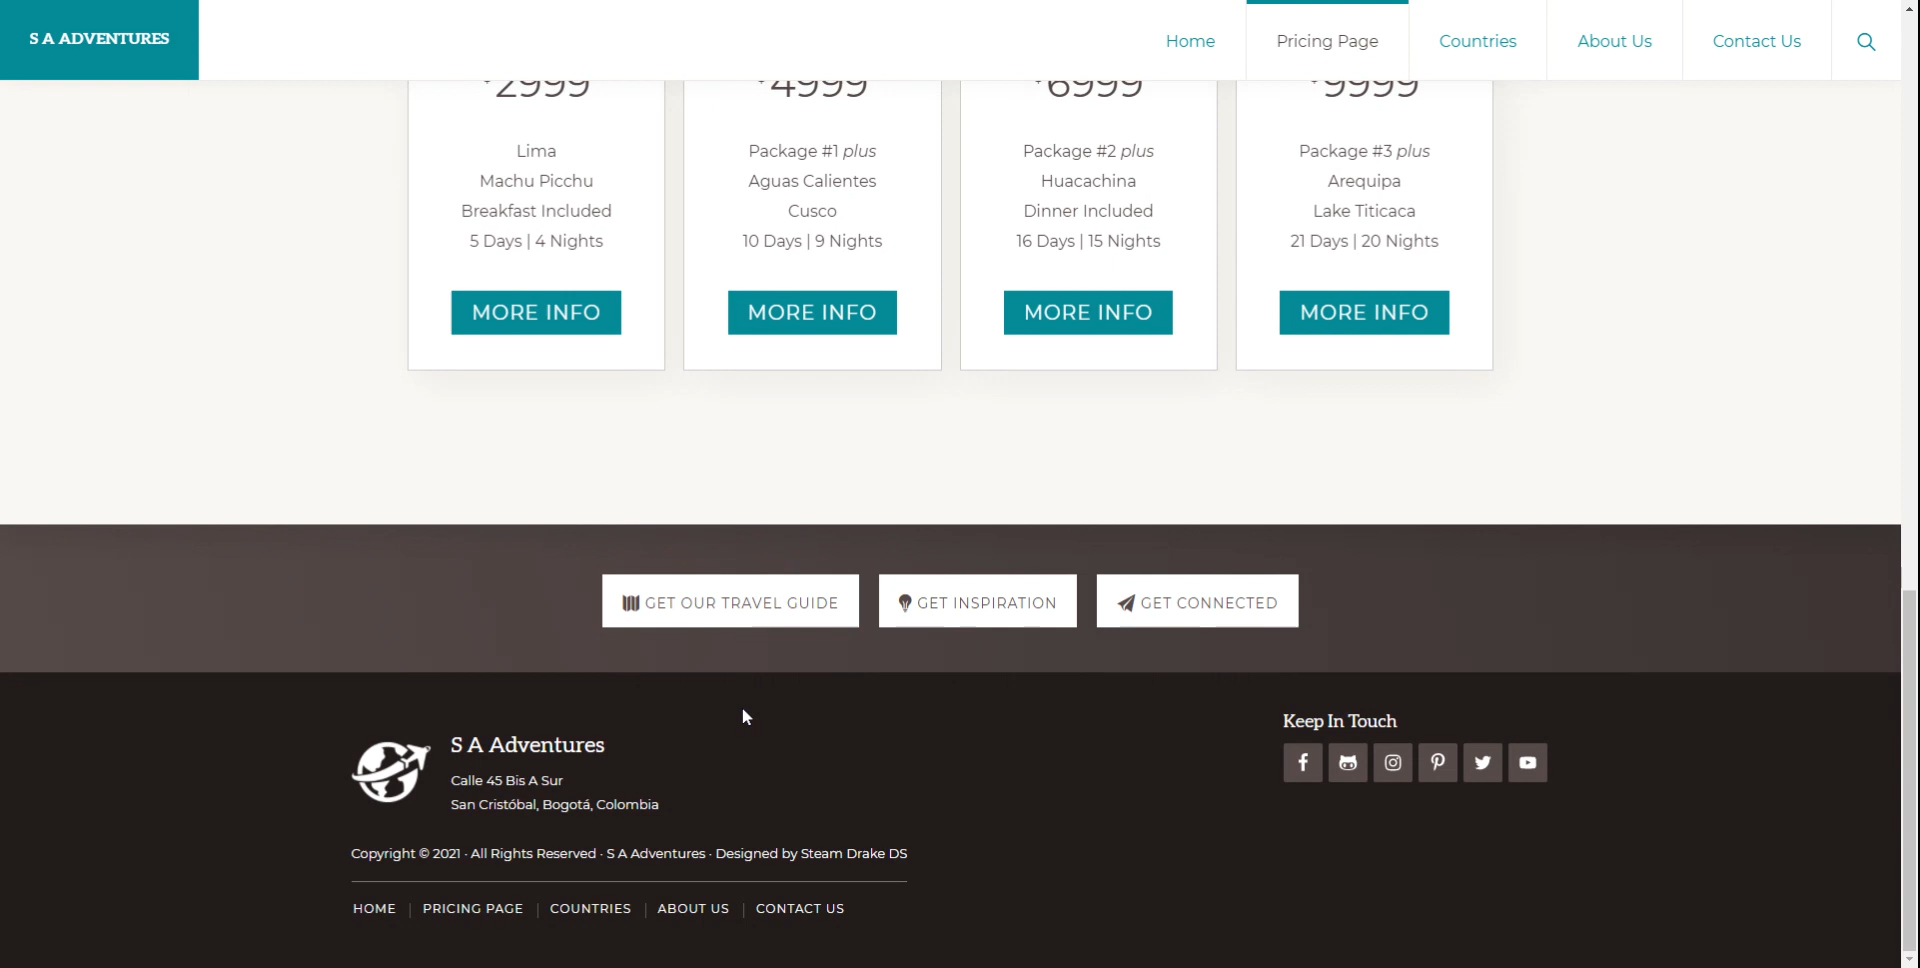 S A ADVENTURES
Home
Pricing Page
Countries
About Us
Contact Us
2999
4999
6999
9999
Lima
Machu Picchu
Breakfast Included
5 Days | 4 Nights
MORE INFO
Package #1 plus
Aguas Calientes
Cusco
10 Days | 9 Nights
MORE INFO
Package #2 plus
Huacachina
Dinner Included
16 Days | 15 Nights
MORE INFO
Package #3 plus
Arequipa
Lake Titicaca
21 Days | 20 Nights
MORE INFO
GET OUR TRAVEL GUIDE
GET INSPIRATION
GET CONNECTED
S A Adventures
Calle 45 Bis A Sur
San Cristóbal, Bogotá, Colombia
Copyright © 2021 · All Rights Reserved · S A Adventures · Designed by Steam Drake DS
HOME | PRICING PAGE | COUNTRIES | ABOUT US | CONTACT US
Keep In Touch